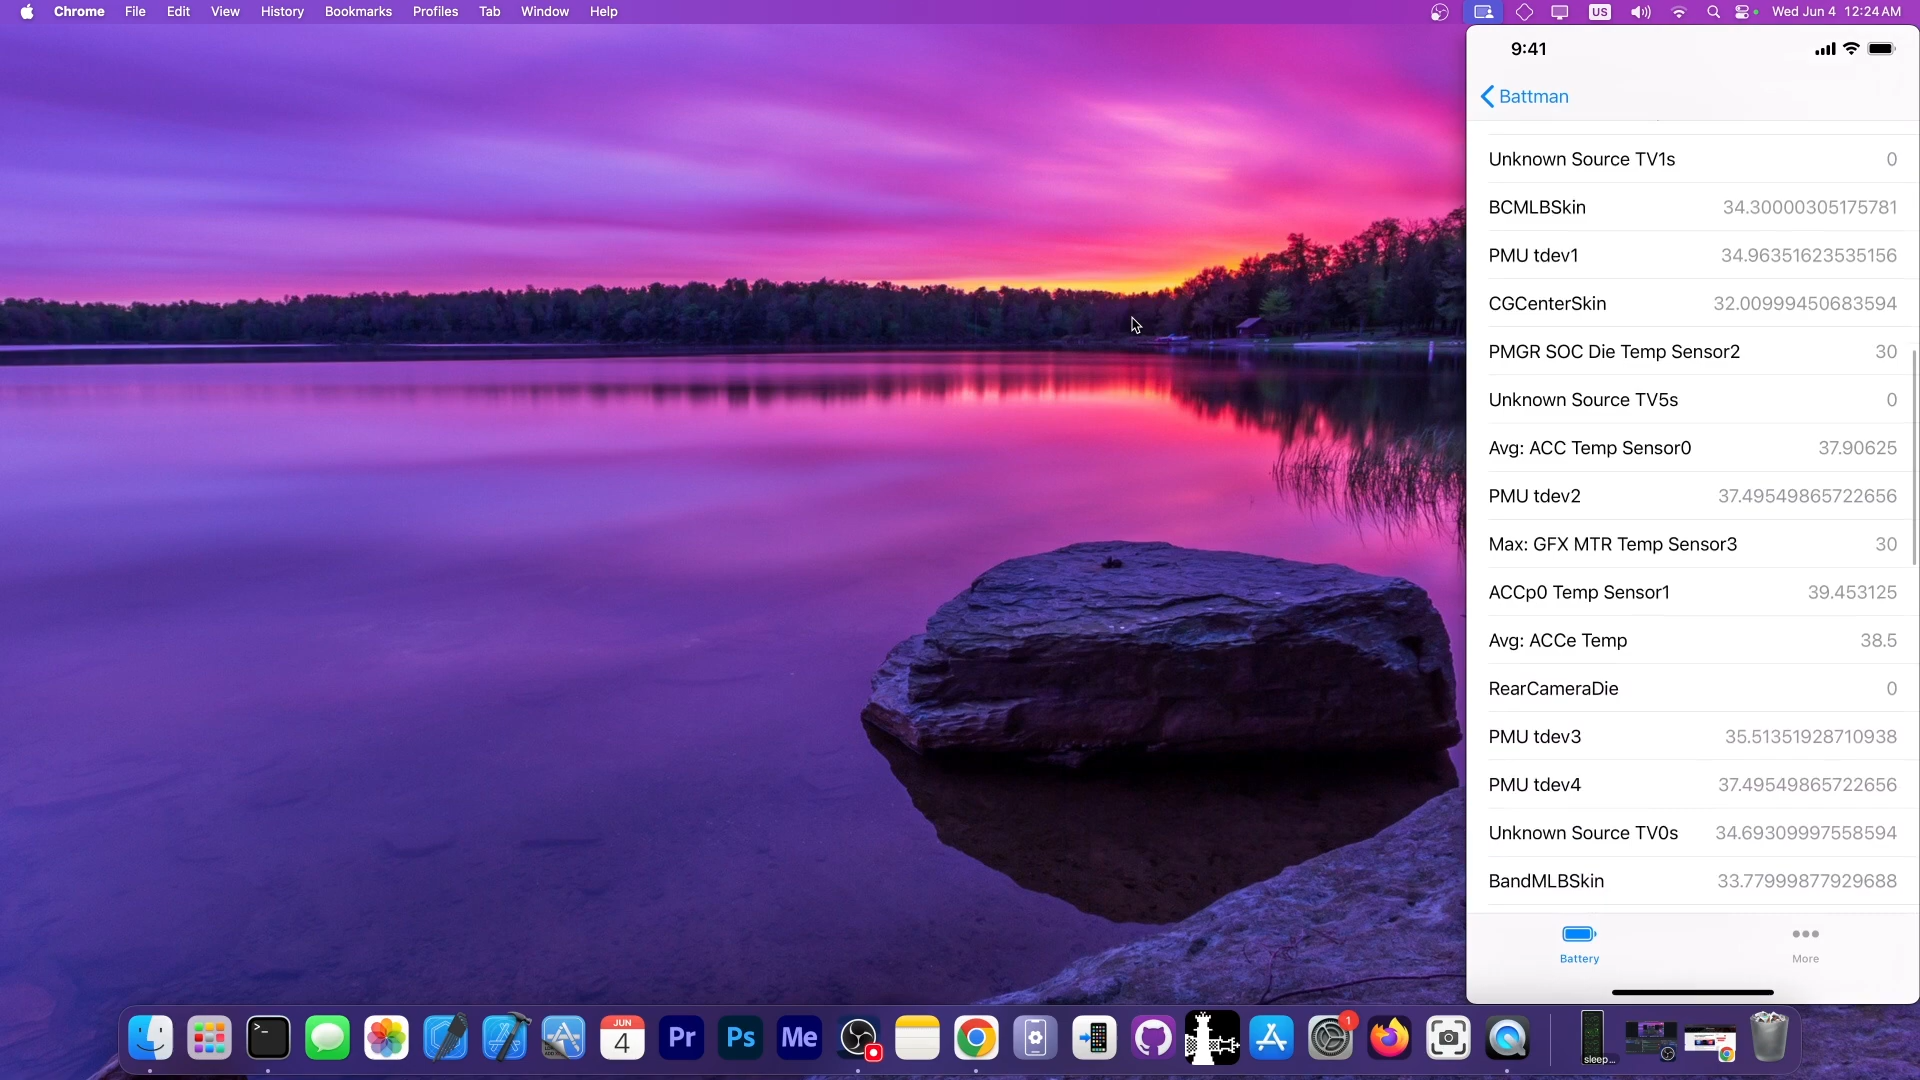 Chrome File Edit View History Bookmarks Profiles Tab Window Help US Wed Jun 4 12:24 AM
9:41
Battman
Unknown Source TV1s 0
BCMLBSkin 34.30000305175781
PMU tdev1 34.96351623535156
CGCenterSkin 32.00999450683594
PMGR SOC Die Temp Sensor2 30
Unknown Source TV5s 0
Avg: ACC Temp Sensor0 37.90625
PMU tdev2 37.49549865722656
Max: GFX MTR Temp Sensor3 30
ACCp0 Temp Sensor1 39.453125
Avg: ACCe Temp 38.5
RearCameraDie 0
PMU tdev3 35.51351928710938
PMU tdev4 37.49549865722656
Unknown Source TV0s 34.69309997558594
BandMLBSkin 33.77999877929688
Battery More
>_ JUN 4 Pr Ps Me 1 sleep...